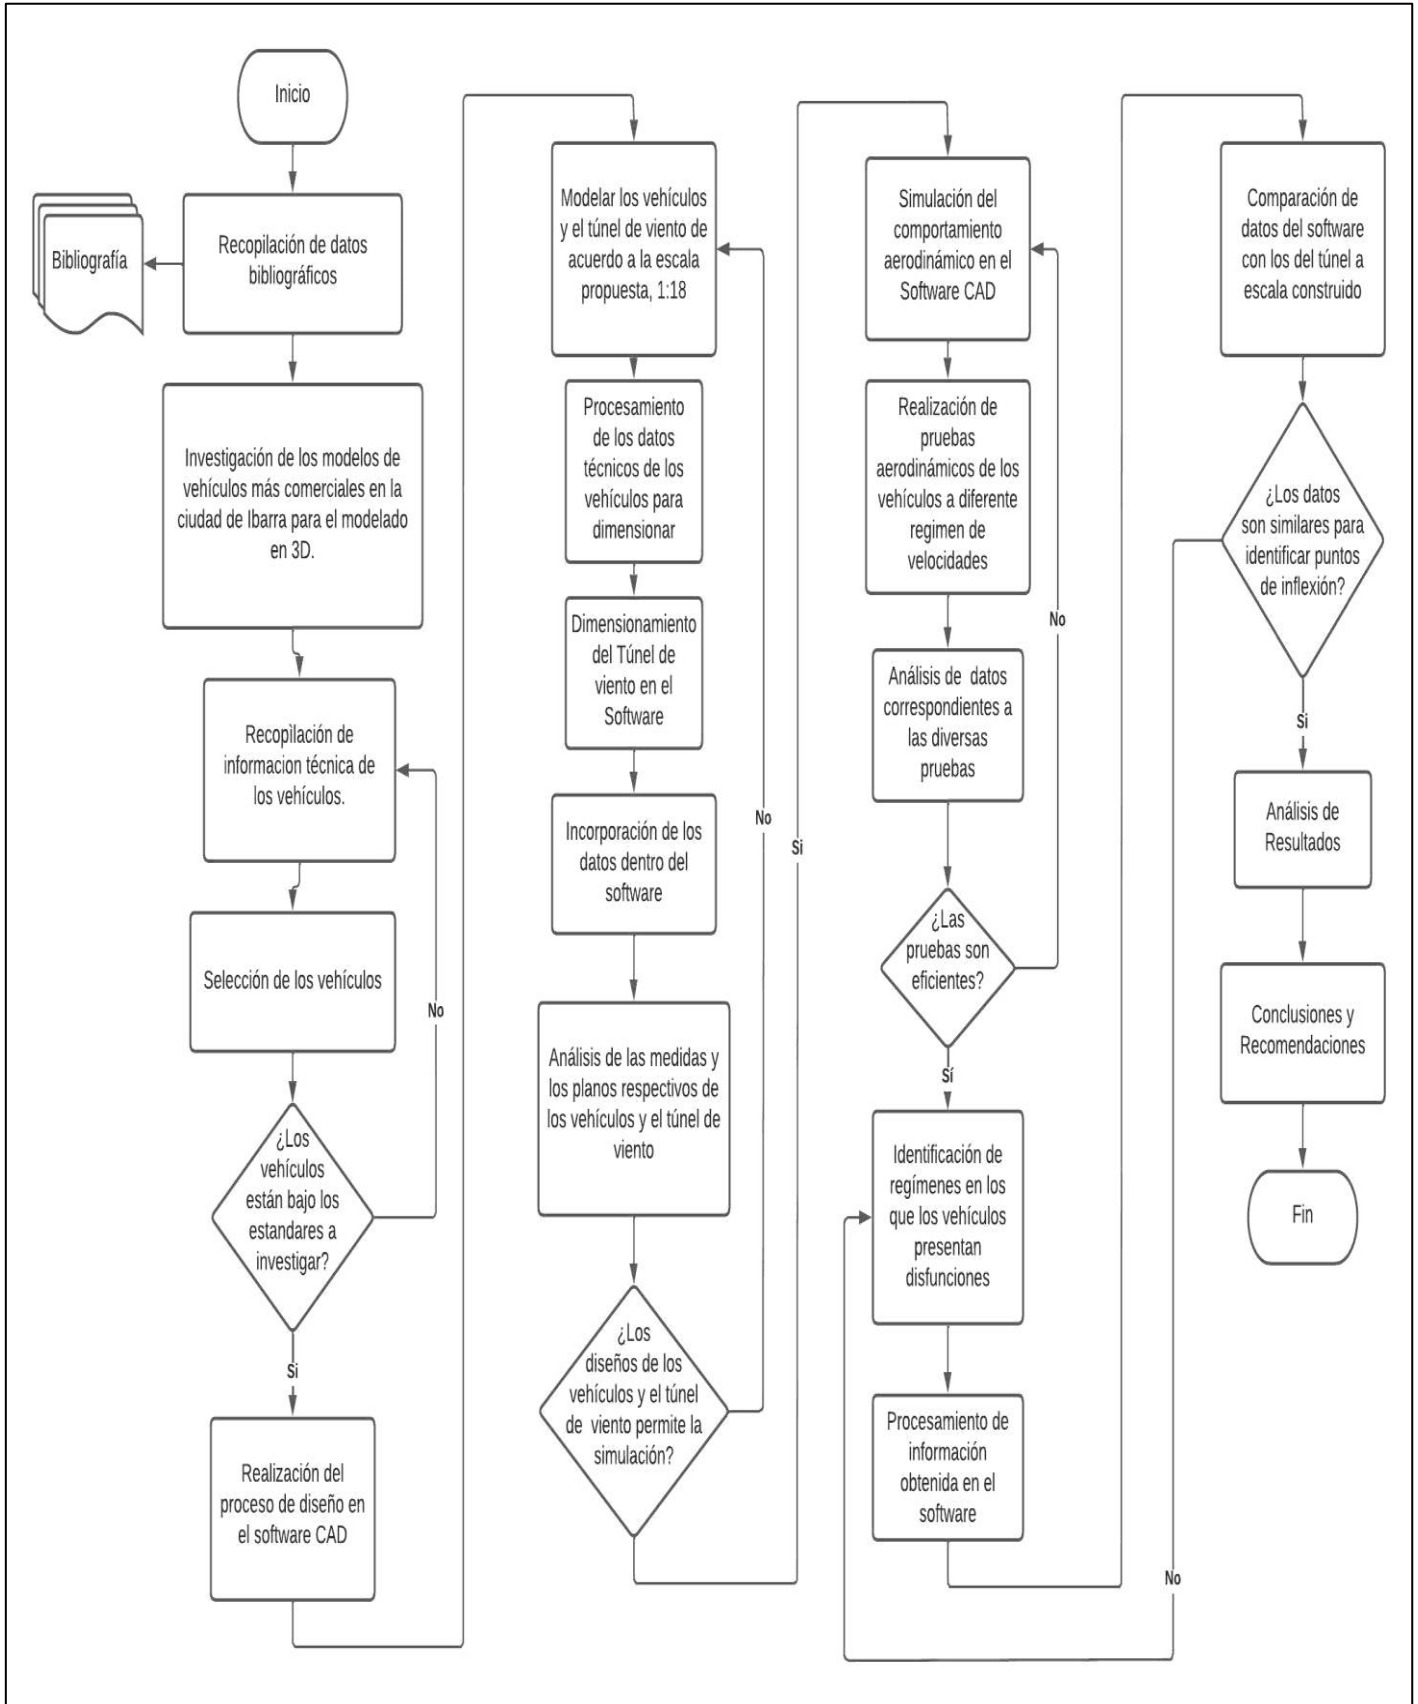 Inicio
Recopilación de datos
bibliográficos
Bibliografía
Investigación de los modelos de
vehículos más comerciales en la
ciudad de Ibarra para el modelado
en 3D.
Recopilación de
informacion técnica de
los vehículos.
Selección de los vehículos
No
¿Los
vehículos
están bajo los
estandares a
investigar?
Si
Realización del
proceso de diseño en
el software CAD
Modelar los vehículos
y el túnel de viento de
acuerdo a la escala
propuesta, 1:18
Procesamiento
de los datos
técnicos de los
vehículos para
dimensionar
Dimensionamiento
del Túnel de
viento en el
Software
Incorporación de los
datos dentro del
software
No
Análisis de las medidas y
los planos respectivos de
los vehículos y el túnel de
viento
¿Los
diseños de los
vehículos y el túnel
de viento permite la
simulación?
Si
Simulación del
comportamiento
aerodinámico en el
Software CAD
Realización de
pruebas
aerodinámicos de los
vehículos a diferente
regimen de
velocidades
No
Análisis de datos
correspondientes a
las diversas
pruebas
¿Las
pruebas son
eficientes?
Sí
Identificación de
regímenes en los
que los vehículos
presentan
disfunciones
Procesamiento de
información
obtenida en el
software
Comparación de
datos del software
con los del túnel a
escala construido
¿Los datos
son similares para
identificar puntos
de inflexión?
Si
No
Análisis de
Resultados
Conclusiones y
Recomendaciones
Fin